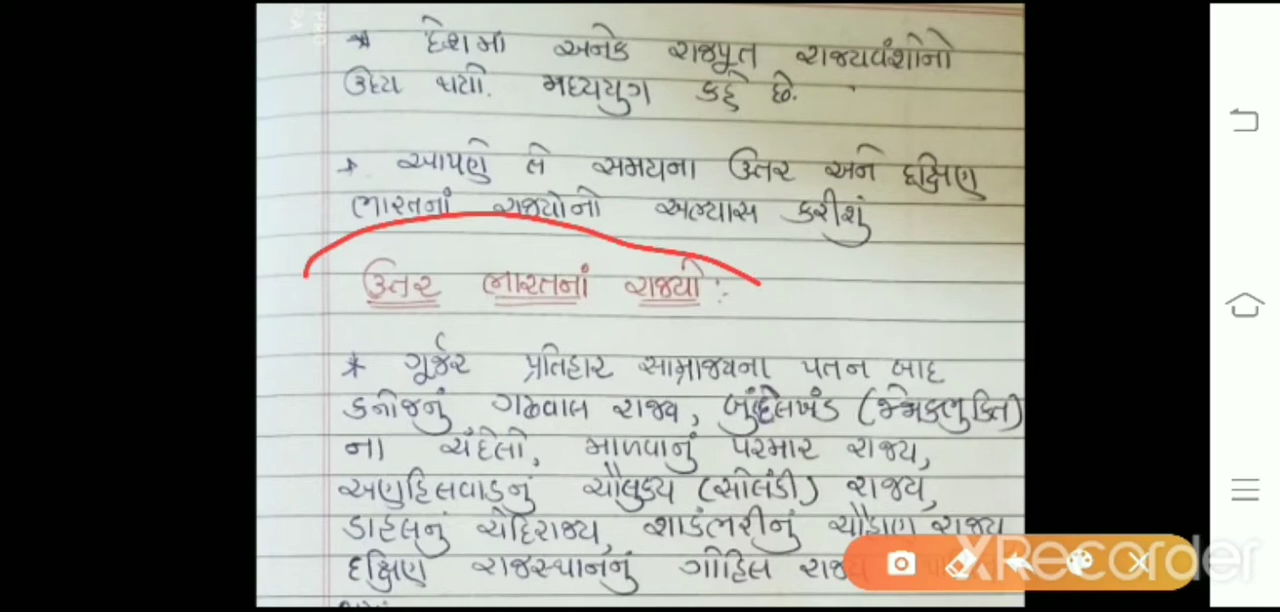 * દેશમાં અનેક રાજપૂત રાજ્યવંશોનો
ઉદય થયો. મધ્યયુગ કહે છે.
* આપણે તે સમયના ઉત્તર અને દક્ષિણ
ભારતનાં રાજ્યોનો અભ્યાસ કરીશું
ઉત્તર ભારતનાં રાજ્યો :
* ગૂર્જર પ્રતિહાર સામ્રાજ્યના પતન બાદ
કનોજનું ગઢવાલ રાજ્ય, બુંદેલખંડ
ના ચંદેલો, માળવાનું પરમાર રાજ્ય,
અણહિલવાડનું ચૌલુક્ય (સોલંકી) રાજ્ય,
ડાહલનું ચેદિરાજ્ય, શાકંભરીનું ચૌહાણ રાજ્ય
દક્ષિણ રાજસ્થાનનું ગોહિલ
XRecorder